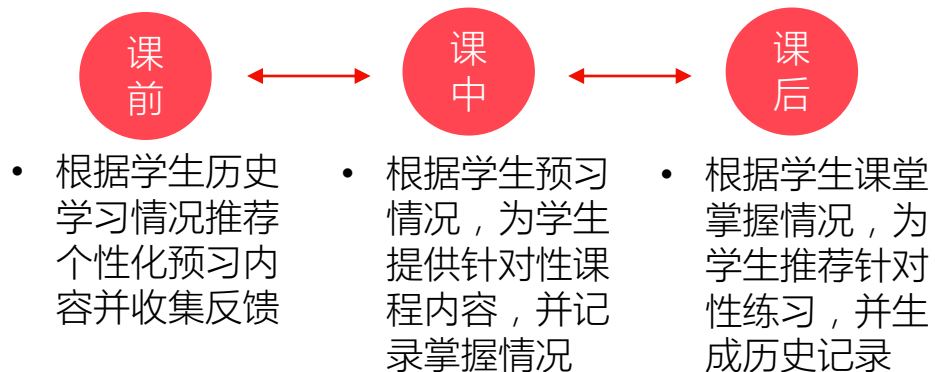 课
前
课
中
课
后
• 根据学生历史
学习情况推荐
个性化预习内
容并收集反馈
• 根据学生预习
情况，为学生
提供针对性课
程内容，并记
录掌握情况
• 根据学生课堂
掌握情况，为
学生推荐针对
性练习，并生
成历史记录